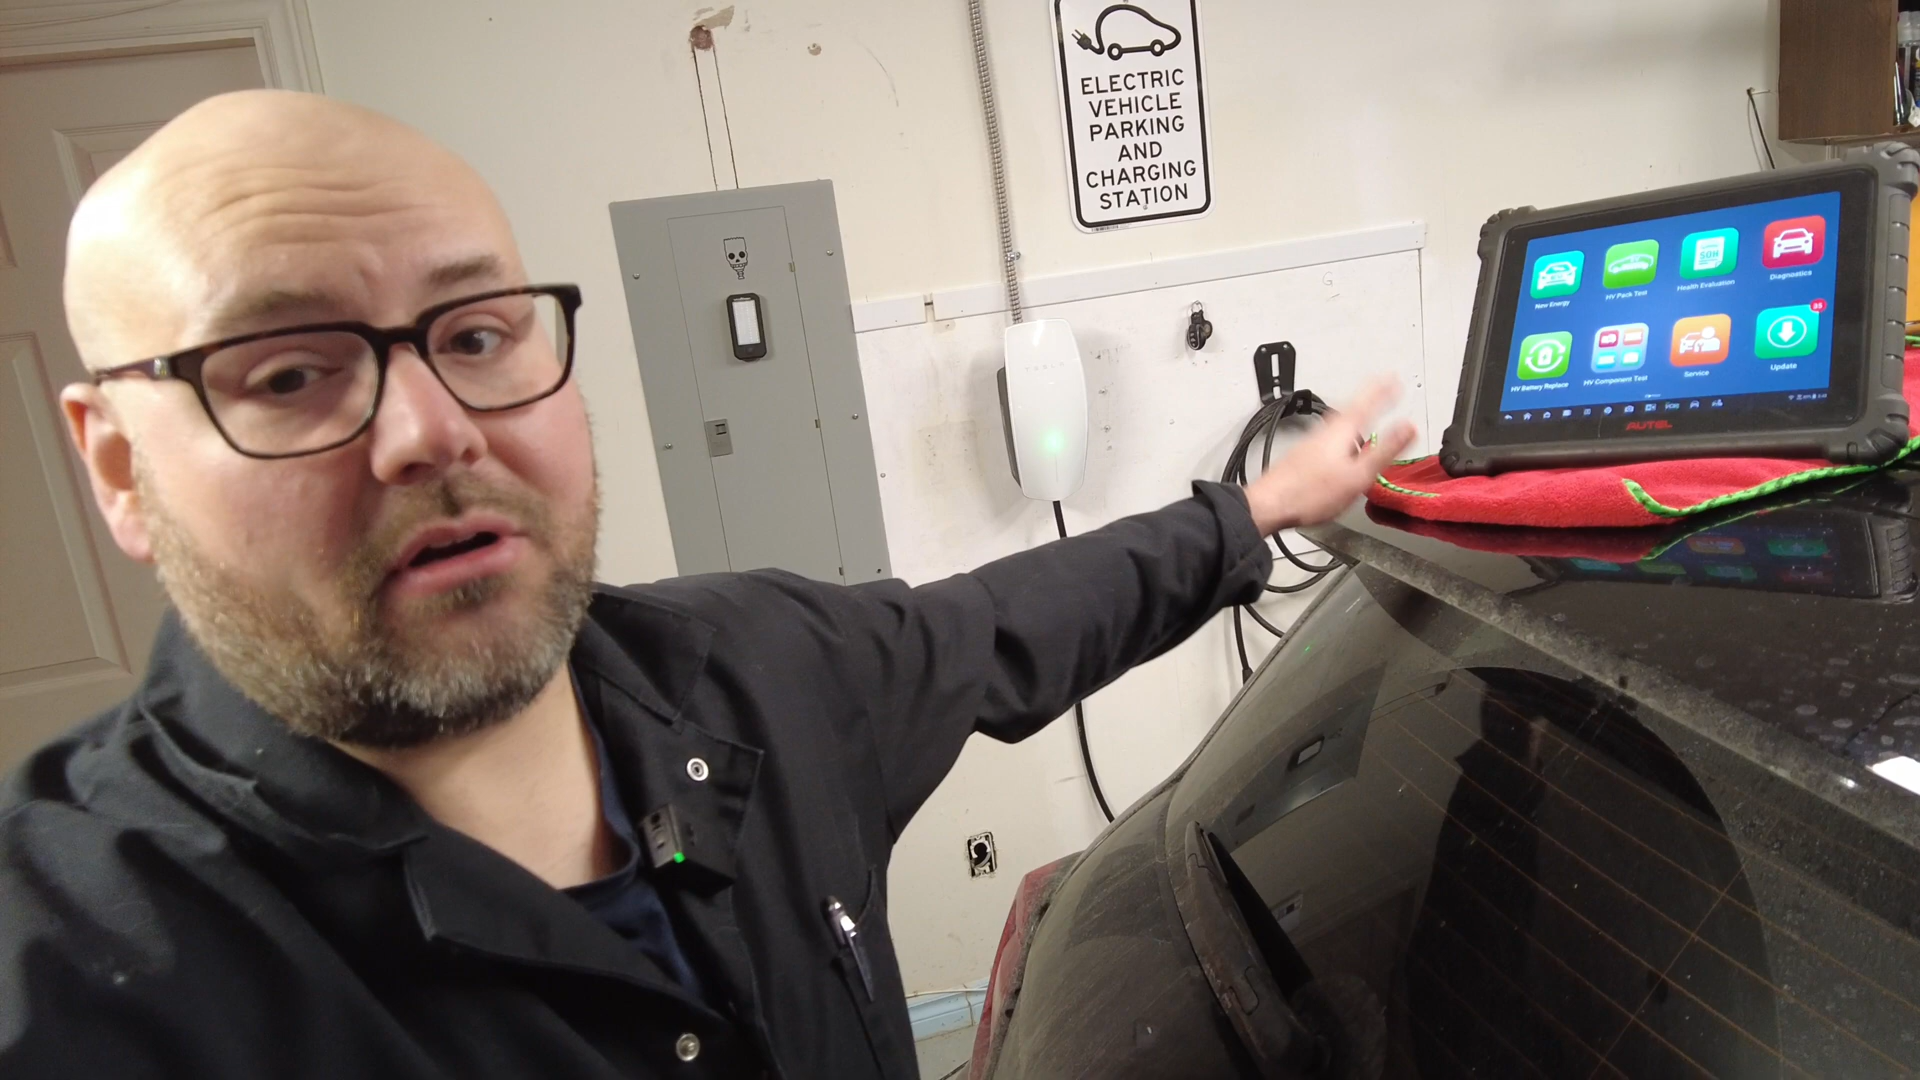 ELECTRIC
VEHICLE
PARKING
AND
CHARGING
STATION
TESLA
G
New Energy
HV Pack Test
Health Evaluation
Diagnostics
HV Battery Replace
HV Component Test
Service
Update
AUTEL